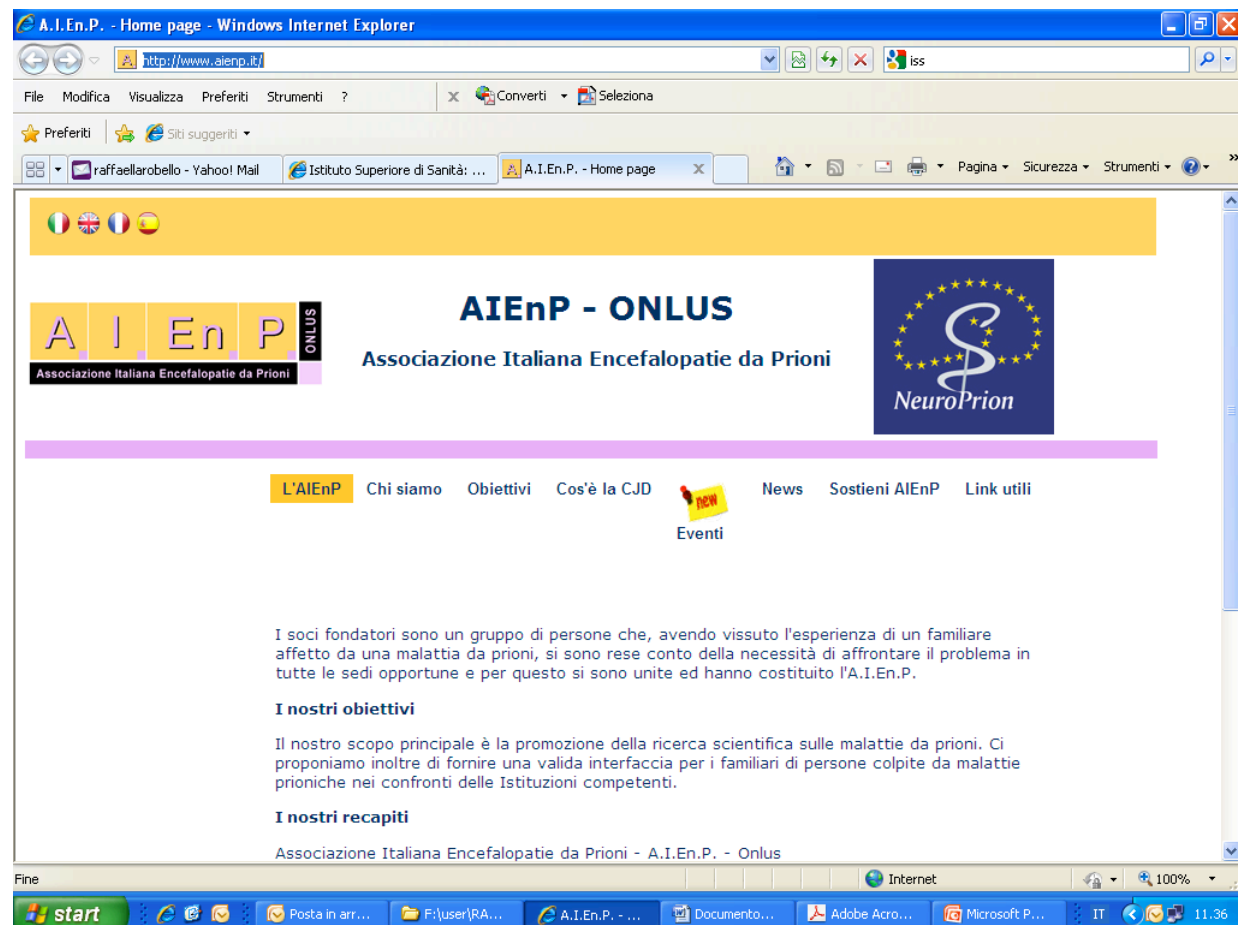 A.I.En.P. - Home page - Windows Internet Explorer
http://www.aienp.it/
iss
File Modifica Visualizza Preferiti Strumenti ? x Converti Seleziona
Preferiti Siti suggeriti
raffaellarobello - Yahoo! Mail Istituto Superiore di Sanità: ... A.I.En.P. - Home page x Pagina Sicurezza Strumenti »
AIEnP - ONLUS
Associazione Italiana Encefalopatie da Prioni
A I En P ONLUS
Associazione Italiana Encefalopatie da Prioni
NeuroPrion
L'AIEnP Chi siamo Obiettivi Cos'è la CJD new Eventi News Sostieni AIEnP Link utili
I soci fondatori sono un gruppo di persone che, avendo vissuto l'esperienza di un familiare
affetto da una malattia da prioni, si sono rese conto della necessità di affrontare il problema in
tutte le sedi opportune e per questo si sono unite ed hanno costituito l'A.I.En.P.
I nostri obiettivi
Il nostro scopo principale è la promozione della ricerca scientifica sulle malattie da prioni. Ci
proponiamo inoltre di fornire una valida interfaccia per i familiari di persone colpite da malattie
prioniche nei confronti delle Istituzioni competenti.
I nostri recapiti
Associazione Italiana Encefalopatie da Prioni - A.I.En.P. - Onlus
Fine Internet 100%
start Posta in arr... F:\user\RA... A.I.En.P. - ... Documento... Adobe Acro... Microsoft P... IT 11.36